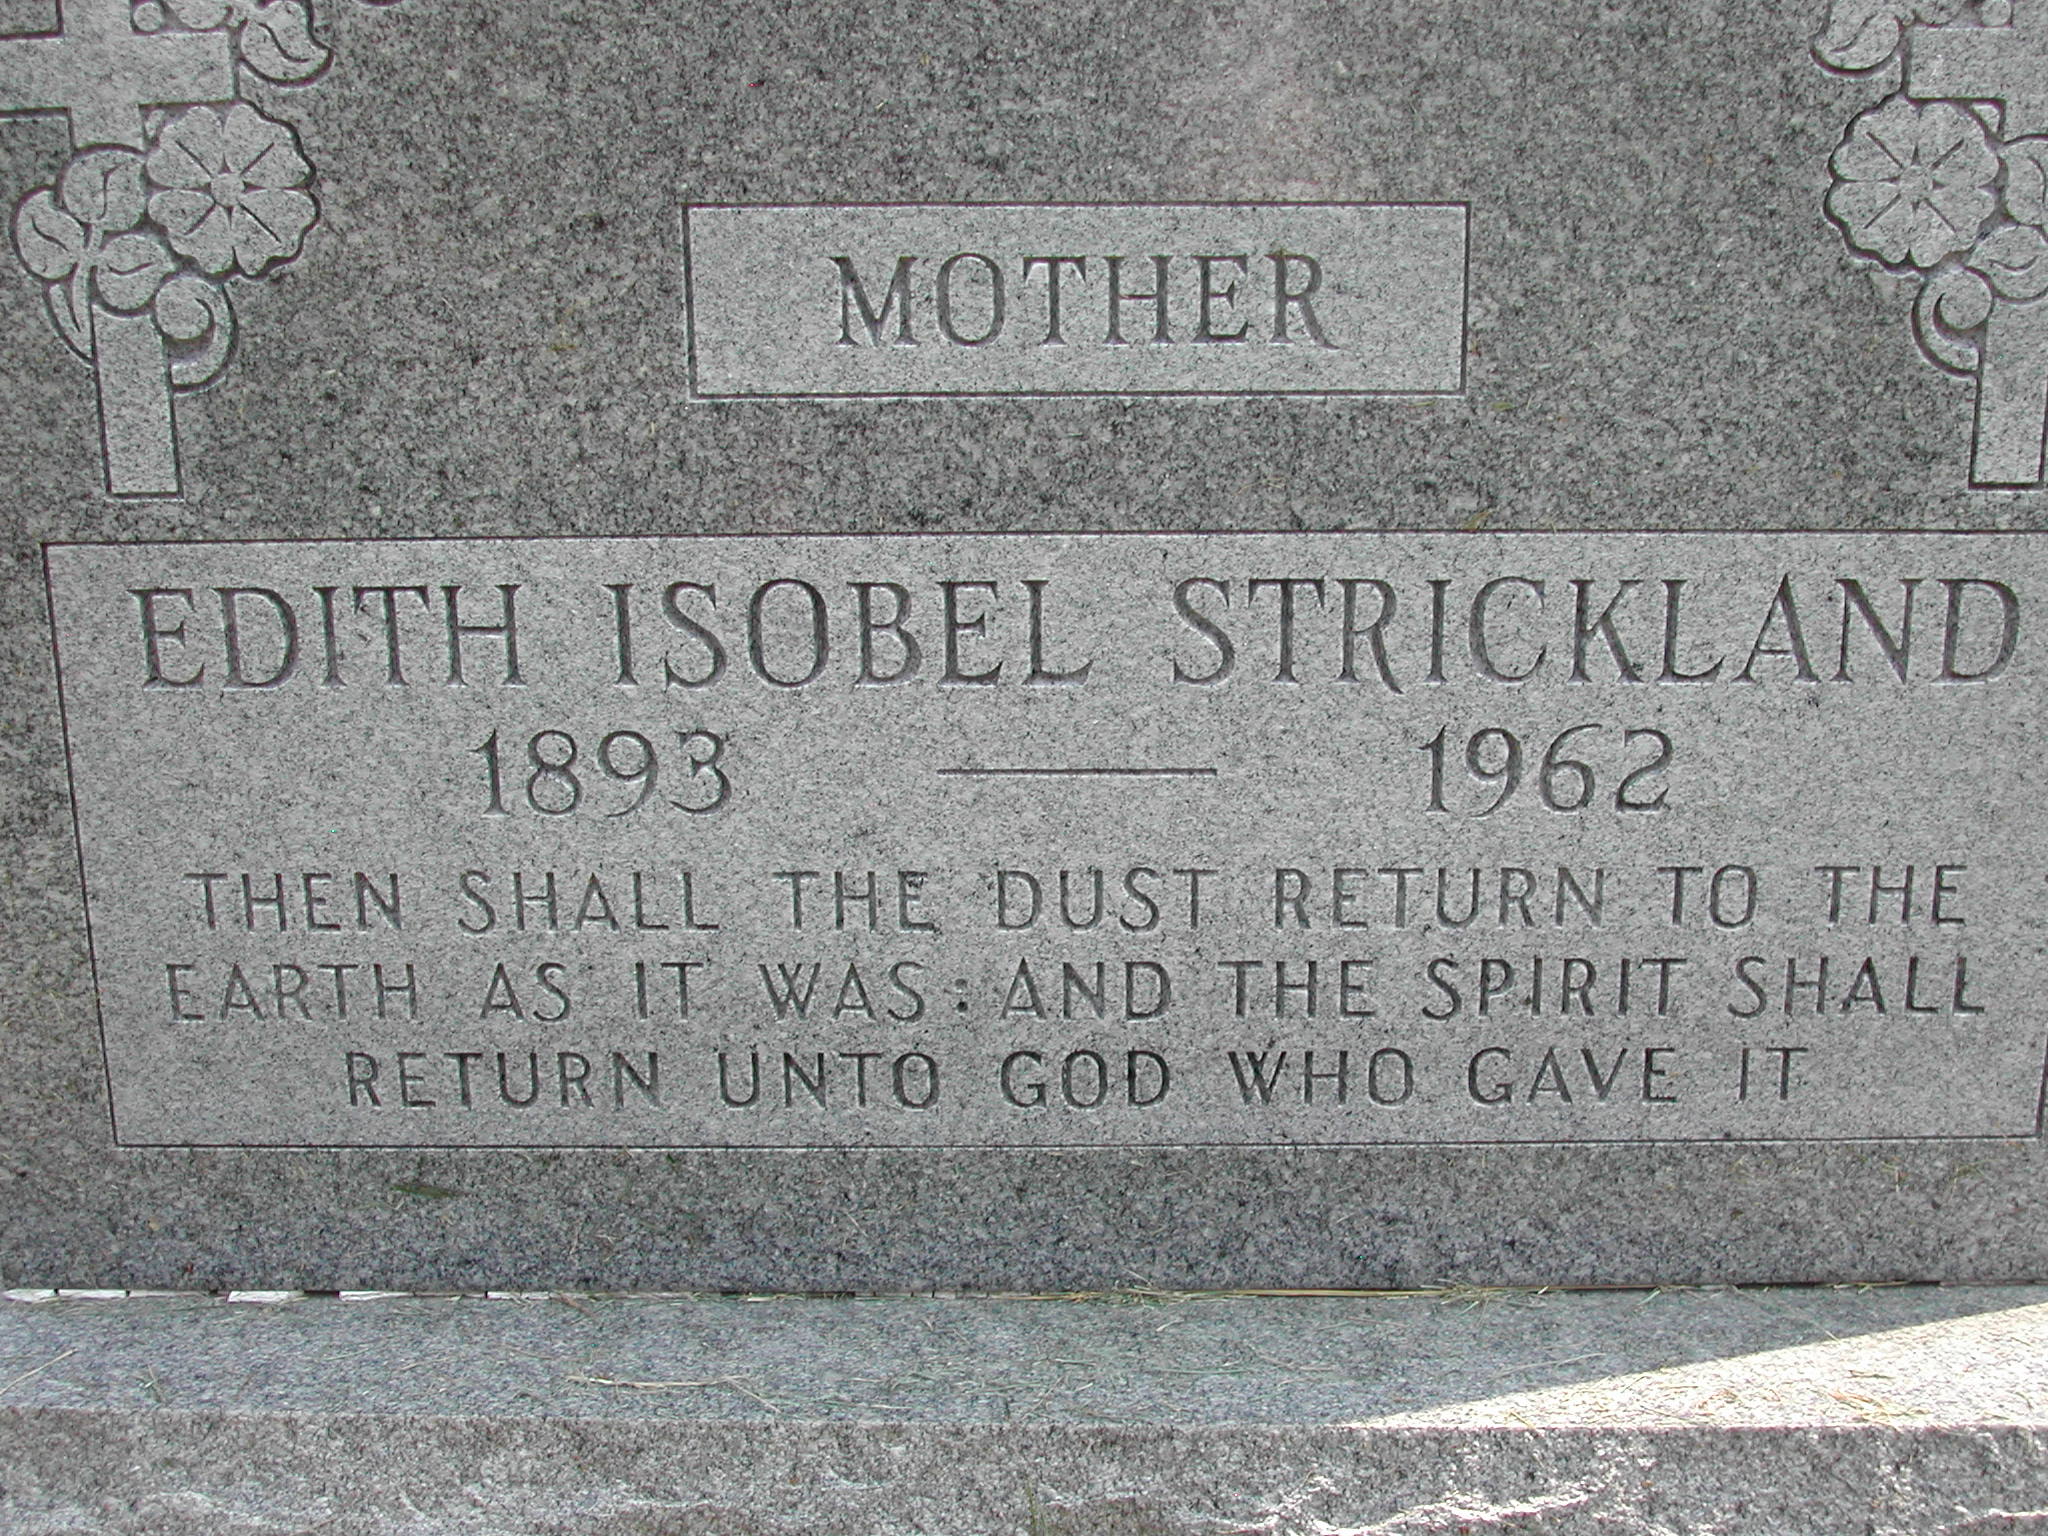 MOTHER
EDITH ISOBEL STRICKLAND
1893 — 1962
THEN SHALL THE DUST RETURN TO THE
EARTH AS IT WAS: AND THE SPIRIT SHALL
RETURN UNTO GOD WHO GAVE IT